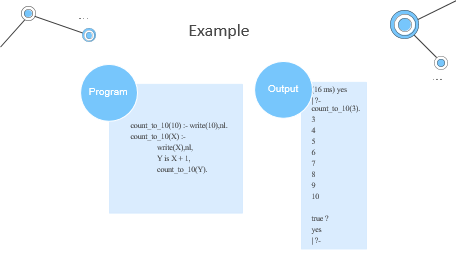 Example
Program
count_to_10(10) :- write(10),nl.
count_to_10(X) :-
write(X),nl,
Y is X + 1,
count_to_10(Y).
Output
(16 ms) yes
| ?-
count_to_10(3).
3
4
5
6
7
8
9
10
true ?
yes
| ?-